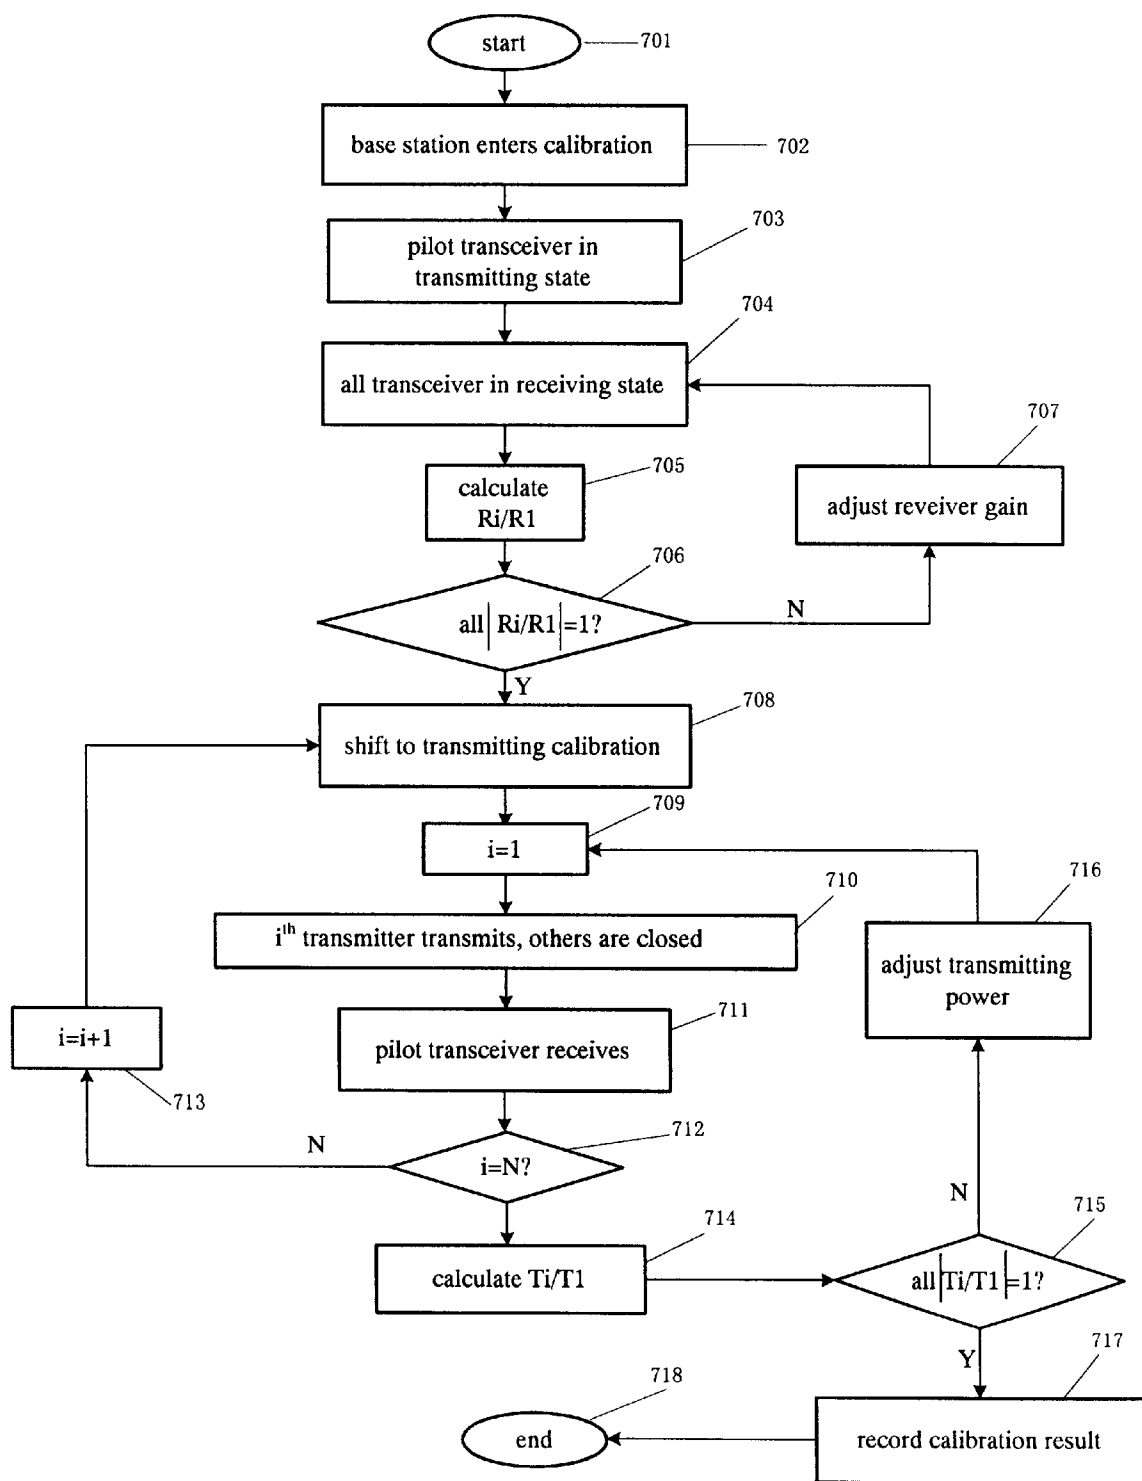 start
701
base station enters calibration
702
703
pilot transceiver in
transmitting state
704
all transceiver in receiving state
707
705
calculate
Ri/R1
adjust reveiver gain
706
all|Ri/R1|=1?
N
Y
708
shift to transmitting calibration
709
i=1
710
716
ith transmitter transmits, others are closed
adjust transmitting
power
711
i=i+1
pilot transceiver receives
713
712
N
i=N?
N
715
714
calculate Ti/T1
all|Ti/T1|=1?
Y
717
718
end
record calibration result